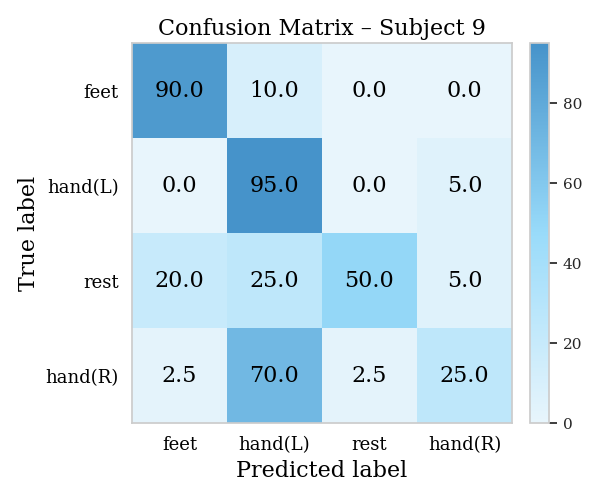 Confusion Matrix – Subject 9
feet 90.0 10.0 0.0 0.0
hand(L) 0.0 95.0 0.0 5.0
rest 20.0 25.0 50.0 5.0
hand(R) 2.5 70.0 2.5 25.0
feet hand(L) rest hand(R)
Predicted label
True label
80
60
40
20
0